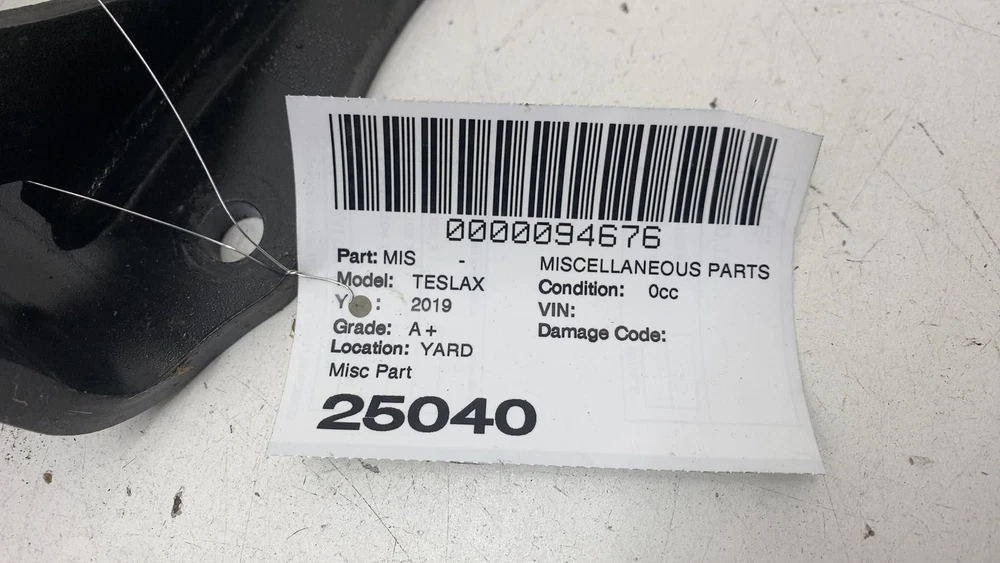 0000094676
Part: MIS - MISCELLANEOUS PARTS
Model: TESLAX Condition: 0cc
Y : 2019 VIN:
Grade: A+ Damage Code:
Location: YARD
Misc Part
25040